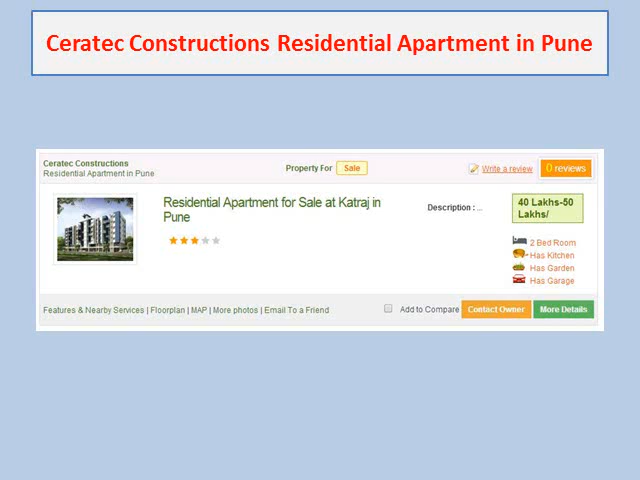 Ceratec Constructions Residential Apartment in Pune
Ceratec Constructions
Residential Apartment in Pune
Property For Sale
Write a review
0 reviews
Residential Apartment for Sale at Katraj in
Pune
Description : ...
40 Lakhs-50
Lakhs/
2 Bed Room
Has Kitchen
Has Garden
Has Garage
Features & Nearby Services | Floorplan | MAP | More photos | Email To a Friend
Add to Compare
Contact Owner
More Details